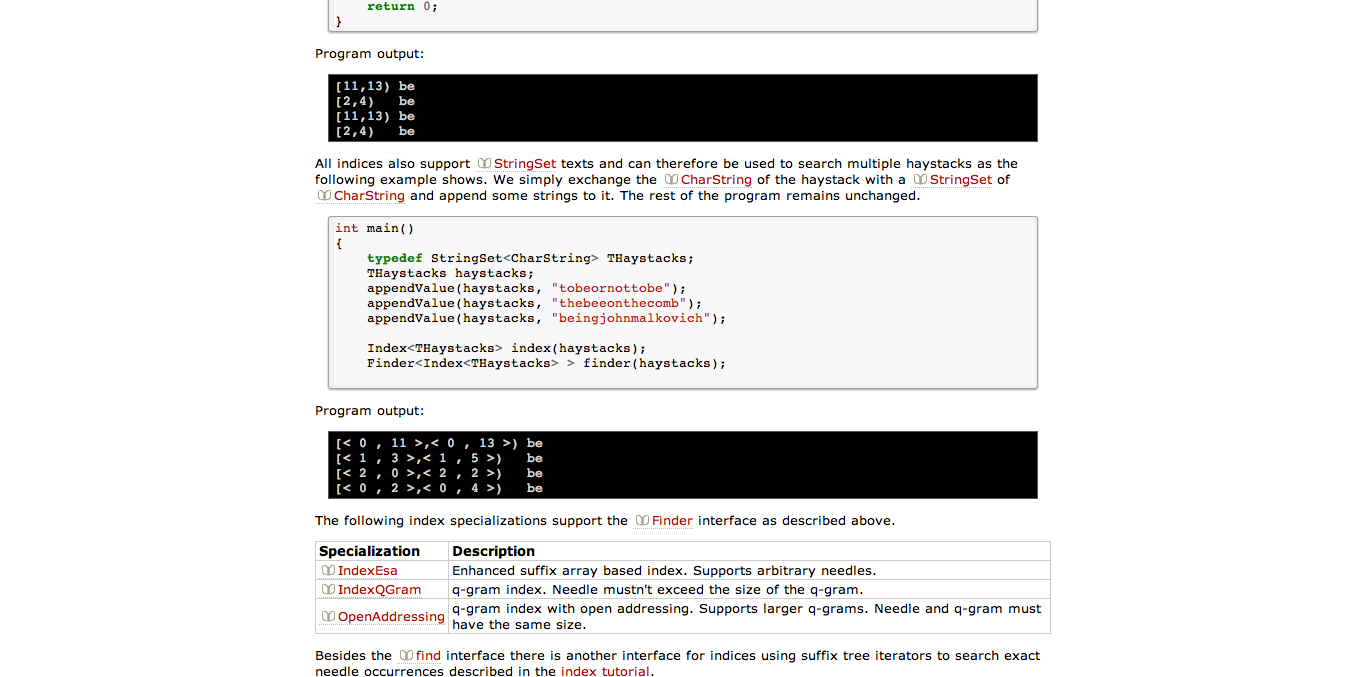 return 0;
}
Program output:
[11,13) be
[2,4) be
[11,13) be
[2,4) be
All indices also support StringSet texts and can therefore be used to search multiple haystacks as the
following example shows. We simply exchange the CharString of the haystack with a StringSet of
CharString and append some strings to it. The rest of the program remains unchanged.
int main()
{
typedef StringSet<CharString> THaystacks;
THaystacks haystacks;
appendValue(haystacks, "tobeornottobe");
appendValue(haystacks, "thebeeonthecomb");
appendValue(haystacks, "beingjohnmalkovich");
Index<THaystacks> index(haystacks);
Finder<Index<THaystacks> > finder(haystacks);
Program output:
[< 0 , 11 >,< 0 , 13 >) be
[< 1 , 3 >,< 1 , 5 >) be
[< 2 , 0 >,< 2 , 2 >) be
[< 0 , 2 >,< 0 , 4 >) be
The following index specializations support the Finder interface as described above.
Specialization Description
IndexEsa Enhanced suffix array based index. Supports arbitrary needles.
IndexQGram q-gram index. Needle mustn't exceed the size of the q-gram.
OpenAddressing q-gram index with open addressing. Supports larger q-grams. Needle and q-gram must
have the same size.
Besides the find interface there is another interface for indices using suffix tree iterators to search exact
needle occurrences described in the index tutorial.